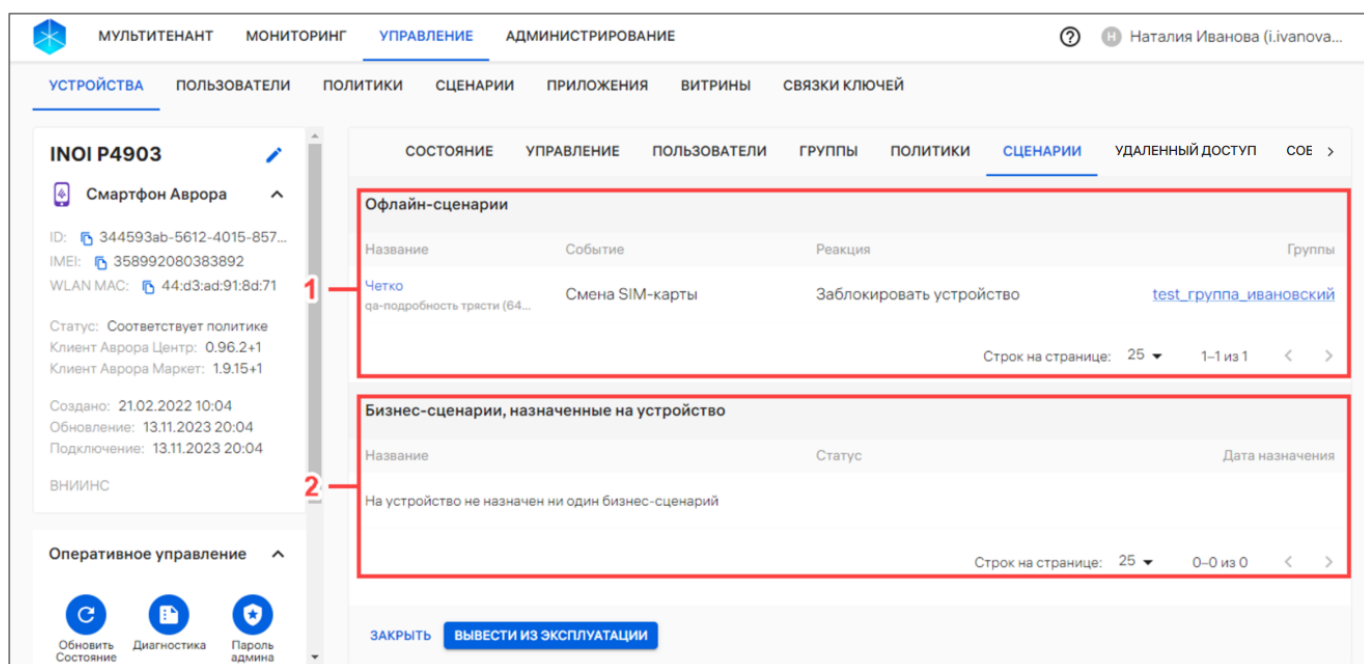 МУЛЬТИТЕНАНТ МОНИТОРИНГ УПРАВЛЕНИЕ АДМИНИСТРИРОВАНИЕ ? Н Наталия Иванова (i.ivanova...
УСТРОЙСТВА ПОЛЬЗОВАТЕЛИ ПОЛИТИКИ СЦЕНАРИИ ПРИЛОЖЕНИЯ ВИТРИНЫ СВЯЗКИ КЛЮЧЕЙ
INOI P4903
Смартфон Аврора
ID: 344593ab-5612-4015-857...
IMEI: 358992080383892
WLAN MAC: 44:d3:ad:91:8d:71
Статус: Соответствует политике
Клиент Аврора Центр: 0.96.2+1
Клиент Аврора Маркет: 1.9.15+1
Создано: 21.02.2022 10:04
Обновление: 13.11.2023 20:04
Подключение: 13.11.2023 20:04
ВНИИНС
Оперативное управление
Обновить Состояние
Диагностика
Пароль админа
СОСТОЯНИЕ УПРАВЛЕНИЕ ПОЛЬЗОВАТЕЛИ ГРУППЫ ПОЛИТИКИ СЦЕНАРИИ УДАЛЕННЫЙ ДОСТУП СОБ
1
Офлайн-сценарии
Название Событие Реакция Группы
Четко Смена SIM-карты Заблокировать устройство test_группа_ивановский
qa-подробность трясти (64...
Строк на странице: 25 1–1 из 1
2
Бизнес-сценарии, назначенные на устройство
Название Статус Дата назначения
На устройство не назначен ни один бизнес-сценарий
Строк на странице: 25 0–0 из 0
ЗАКРЫТЬ ВЫВЕСТИ ИЗ ЭКСПЛУАТАЦИИ